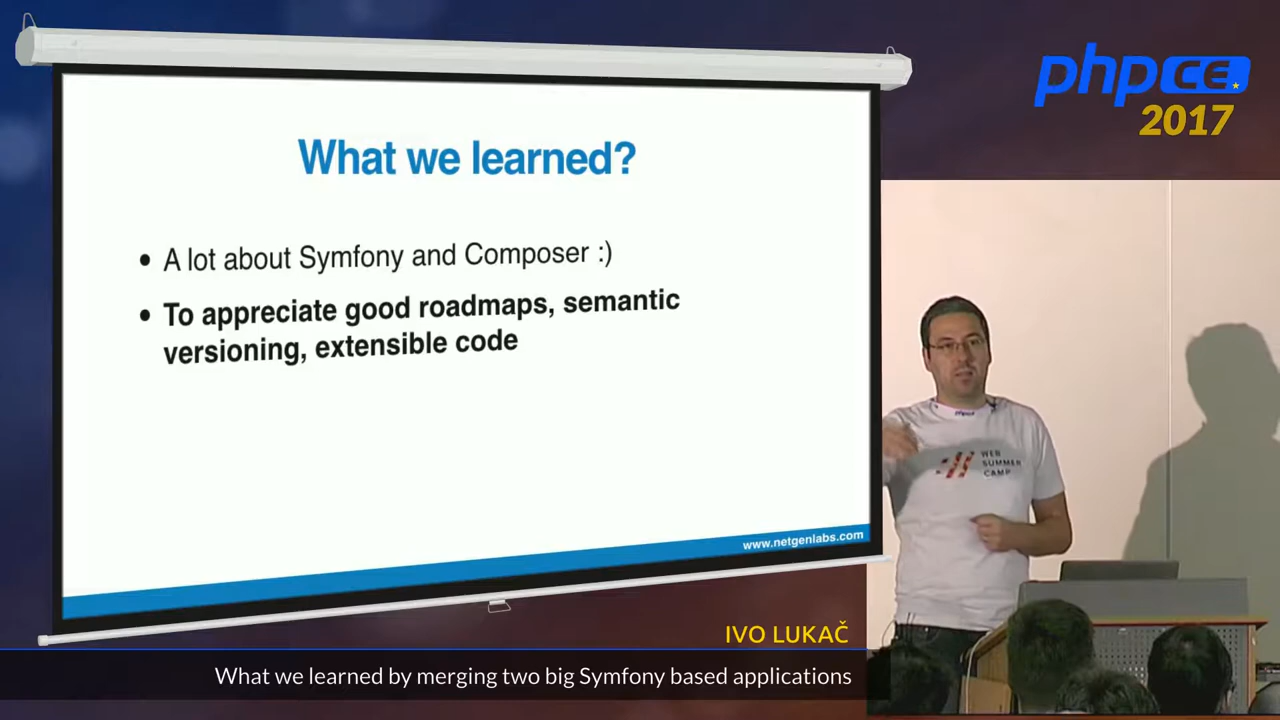 phpCE
2017
What we learned?
• A lot about Symfony and Composer :)
• To appreciate good roadmaps, semantic
versioning, extensible code
www.netgenlabs.com
phpce
WEB
SUMMER
CAMP
IVO LUKAČ
What we learned by merging two big Symfony based applications